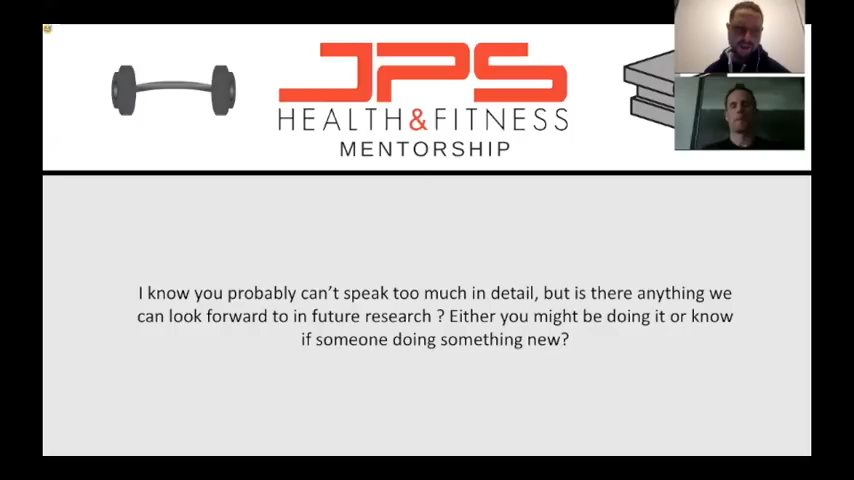 JPS
HEALTH&FITNESS
MENTORSHIP
I know you probably can't speak too much in detail, but is there anything we
can look forward to in future research ? Either you might be doing it or know
if someone doing something new?